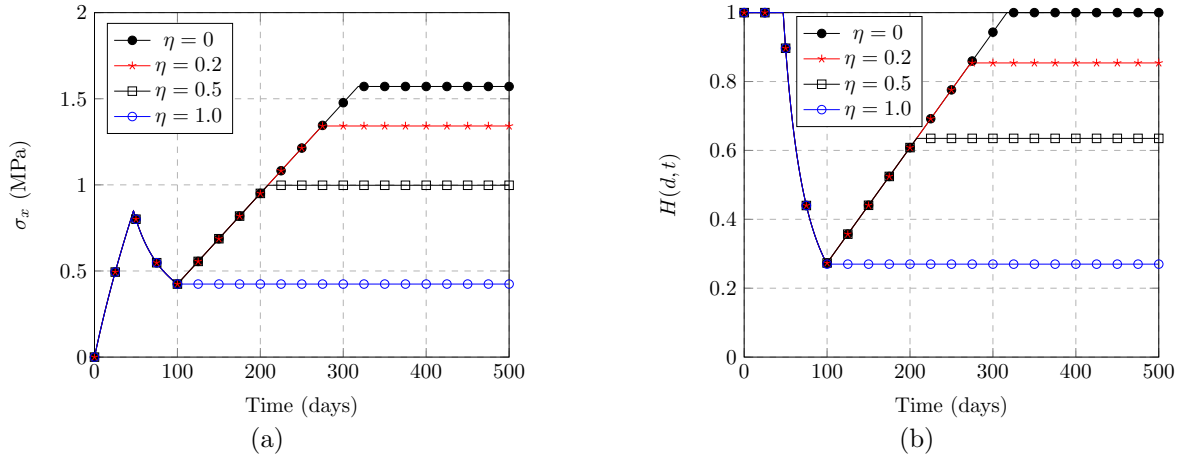 2
1.5
1
0.5
0
0 100 200 300 400 500
σx (MPa)
Time (days)
η = 0
η = 0.2
η = 0.5
η = 1.0
(a)
1
0.8
0.6
0.4
0.2
0
0 100 200 300 400 500
H(d, t)
Time (days)
η = 0
η = 0.2
η = 0.5
η = 1.0
(b)